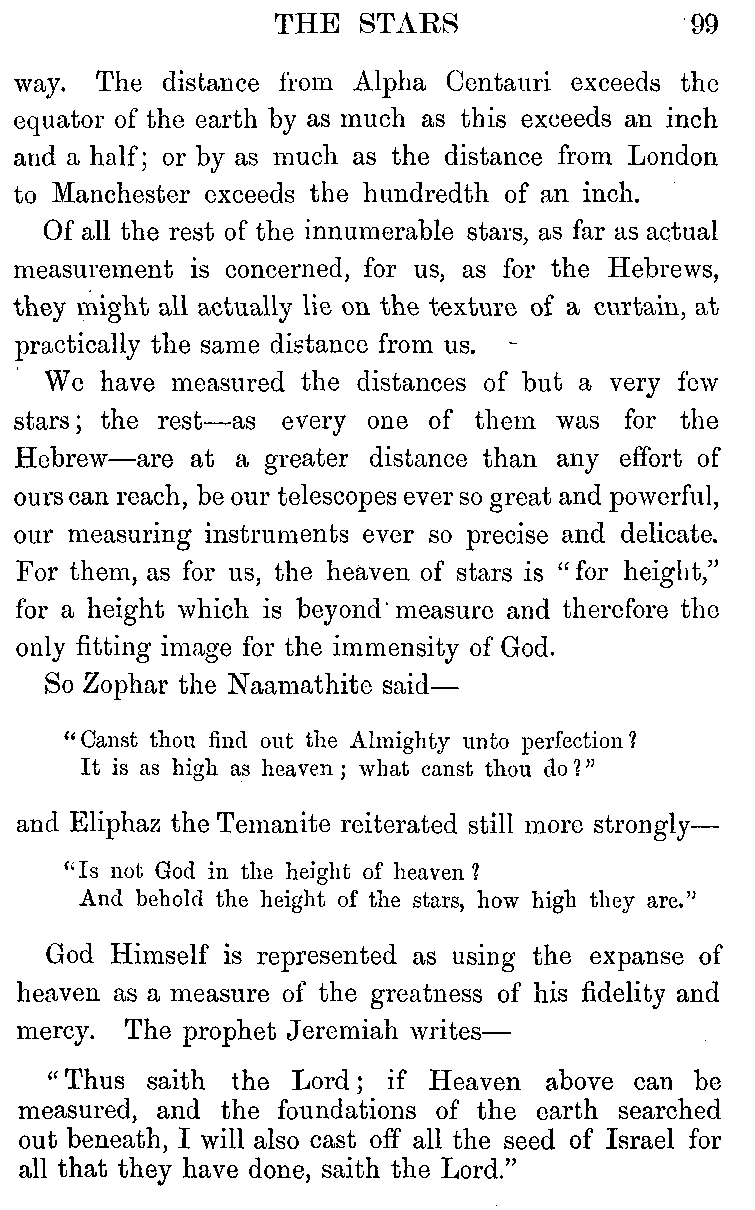 THE STARS 99
way. The distance from Alpha Centauri exceeds the
equator of the earth by as much as this exceeds an inch
and a half; or by as much as the distance from London
to Manchester exceeds the hundredth of an inch.
Of all the rest of the innumerable stars, as far as actual
measurement is concerned, for us, as for the Hebrews,
they might all actually lie on the texture of a curtain, at
practically the same distance from us.
We have measured the distances of but a very few
stars; the rest—as every one of them was for the
Hebrew—are at a greater distance than any effort of
ours can reach, be our telescopes ever so great and powerful,
our measuring instruments ever so precise and delicate.
For them, as for us, the heaven of stars is "for height,"
for a height which is beyond measure and therefore the
only fitting image for the immensity of God.
So Zophar the Naamathite said—
"Canst thou find out the Almighty unto perfection?
It is as high as heaven; what canst thou do?"
and Eliphaz the Temanite reiterated still more strongly—
"Is not God in the height of heaven?
And behold the height of the stars, how high they are."
God Himself is represented as using the expanse of
heaven as a measure of the greatness of his fidelity and
mercy. The prophet Jeremiah writes—
"Thus saith the Lord; if Heaven above can be
measured, and the foundations of the earth searched
out beneath, I will also cast off all the seed of Israel for
all that they have done, saith the Lord."